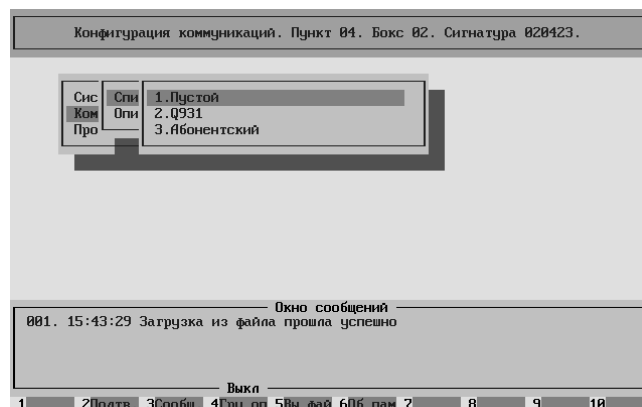 Конфигурация коммуникаций. Пункт 04. Бокс 02. Сигнатура 020423.
Сис Спи 1.Пустой
Ком Опи 2.Q931
Про 3.Абонентский
Окно сообщений
001. 15:43:29 Загрузка из файла прошла успешно
Выкл
1 2Подтв 3Сообщ 4Гру оп 5Вы фай 6Об пам 7 8 9 10